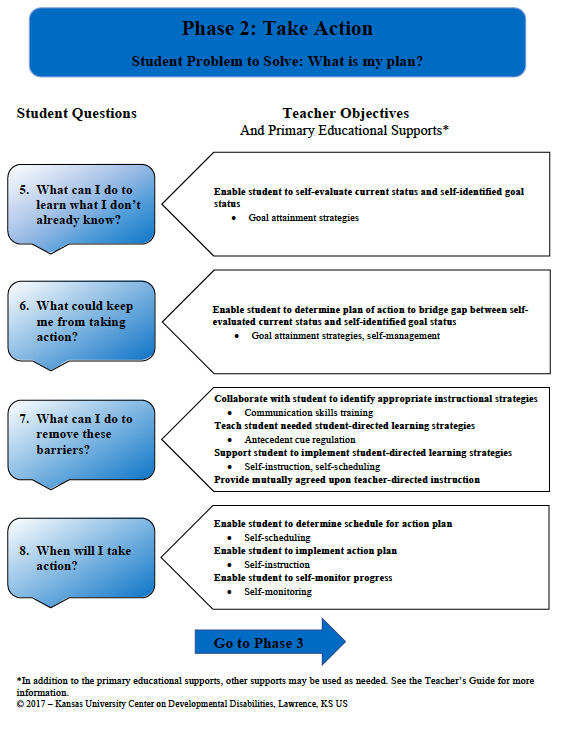 Phase 2: Take Action
Student Problem to Solve: What is my plan?
Student Questions
Teacher Objectives
And Primary Educational Supports*
5. What can I do to
learn what I don't
already know?
Enable student to self-evaluate current status and self-identified goal
status
• Goal attainment strategies
6. What could keep
me from taking
action?
Enable student to determine plan of action to bridge gap between self-
evaluated current status and self-identified goal status
• Goal attainment strategies, self-management
7. What can I do to
remove these
barriers?
Collaborate with student to identify appropriate instructional strategies
• Communication skills training
Teach student needed student-directed learning strategies
• Antecedent cue regulation
Support student to implement student-directed learning strategies
• Self-instruction, self-scheduling
Provide mutually agreed upon teacher-directed instruction
8. When will I take
action?
Enable student to determine schedule for action plan
• Self-scheduling
Enable student to implement action plan
• Self-instruction
Enable student to self-monitor progress
• Self-monitoring
Go to Phase 3
*In addition to the primary educational supports, other supports may be used as needed. See the Teacher's Guide for more
information.
© 2017 – Kansas University Center on Developmental Disabilities, Lawrence, KS US